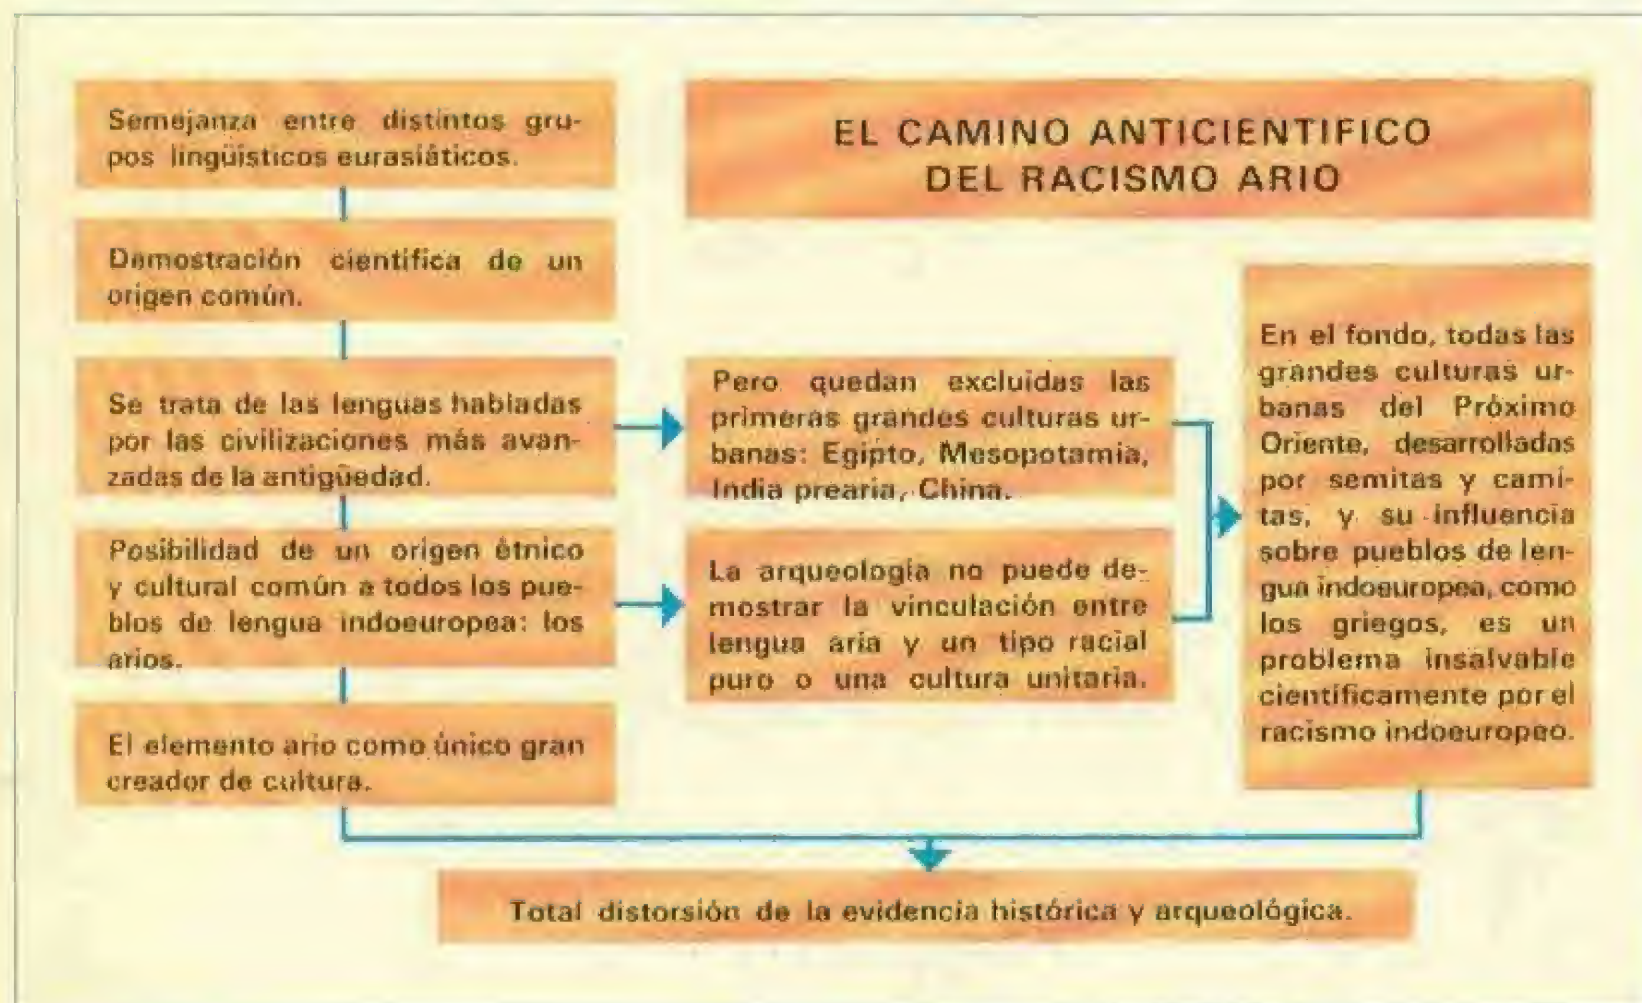 EL CAMINO ANTICIENTIFICO
DEL RACISMO ARIO
Semejanza entre distintos gru-
pos lingüísticos eurasiáticos.
Demostración científica de un
origen común.
Se trata de las lenguas habladas
por las civilizaciones más avan-
zadas de la antigüedad.
Posibilidad de un origen étnico
y cultural común a todos los pue-
blos de lengua indoeuropea: los
arios.
El elemento ario como único gran
creador de cultura.
Pero quedan excluidas las
primeras grandes culturas ur-
banas: Egipto, Mesopotamia,
India prearia, China.
La arqueología no puede de-
mostrar la vinculación entre
lengua aria y un tipo racial
puro o una cultura unitaria.
En el fondo, todas las
grandes culturas ur-
banas del Próximo
Oriente, desarrolladas
por semitas y cami-
tas, y su influencia
sobre pueblos de len-
gua indoeuropea, como
los griegos, es un
problema insalvable
científicamente por el
racismo indoeuropeo.
Total distorsión de la evidencia histórica y arqueológica.